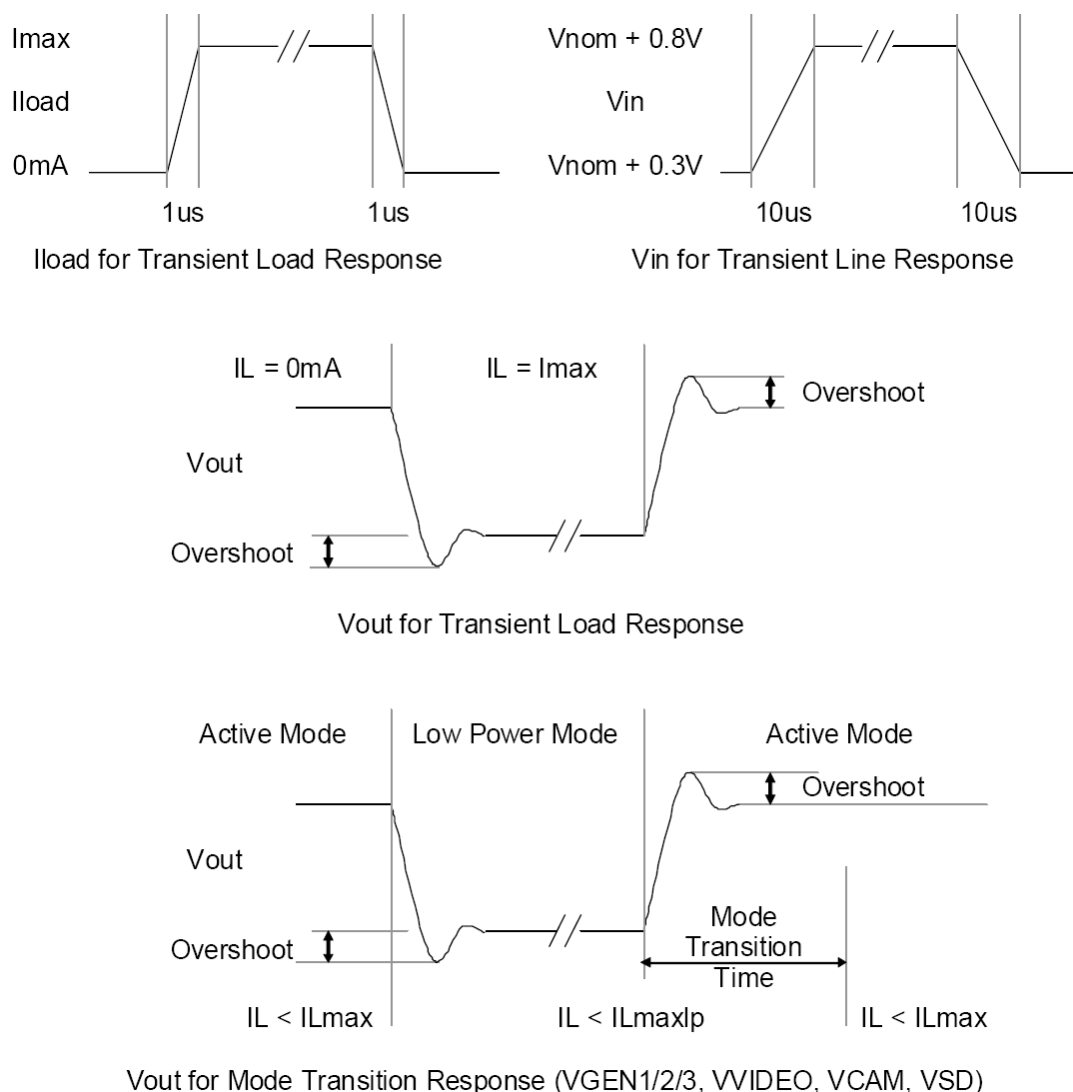 Imax
Iload
0mA
1us
1us
Iload for Transient Load Response
Vnom + 0.8V
Vin
Vnom + 0.3V
10us
10us
Vin for Transient Line Response
IL = 0mA
IL = Imax
Overshoot
Vout
Overshoot
Vout for Transient Load Response
Active Mode
Low Power Mode
Active Mode
Overshoot
Vout
Overshoot
Mode
Transition
Time
IL < ILmax
IL < ILmaxlp
IL < ILmax
Vout for Mode Transition Response (VGEN1/2/3, VVIDEO, VCAM, VSD)